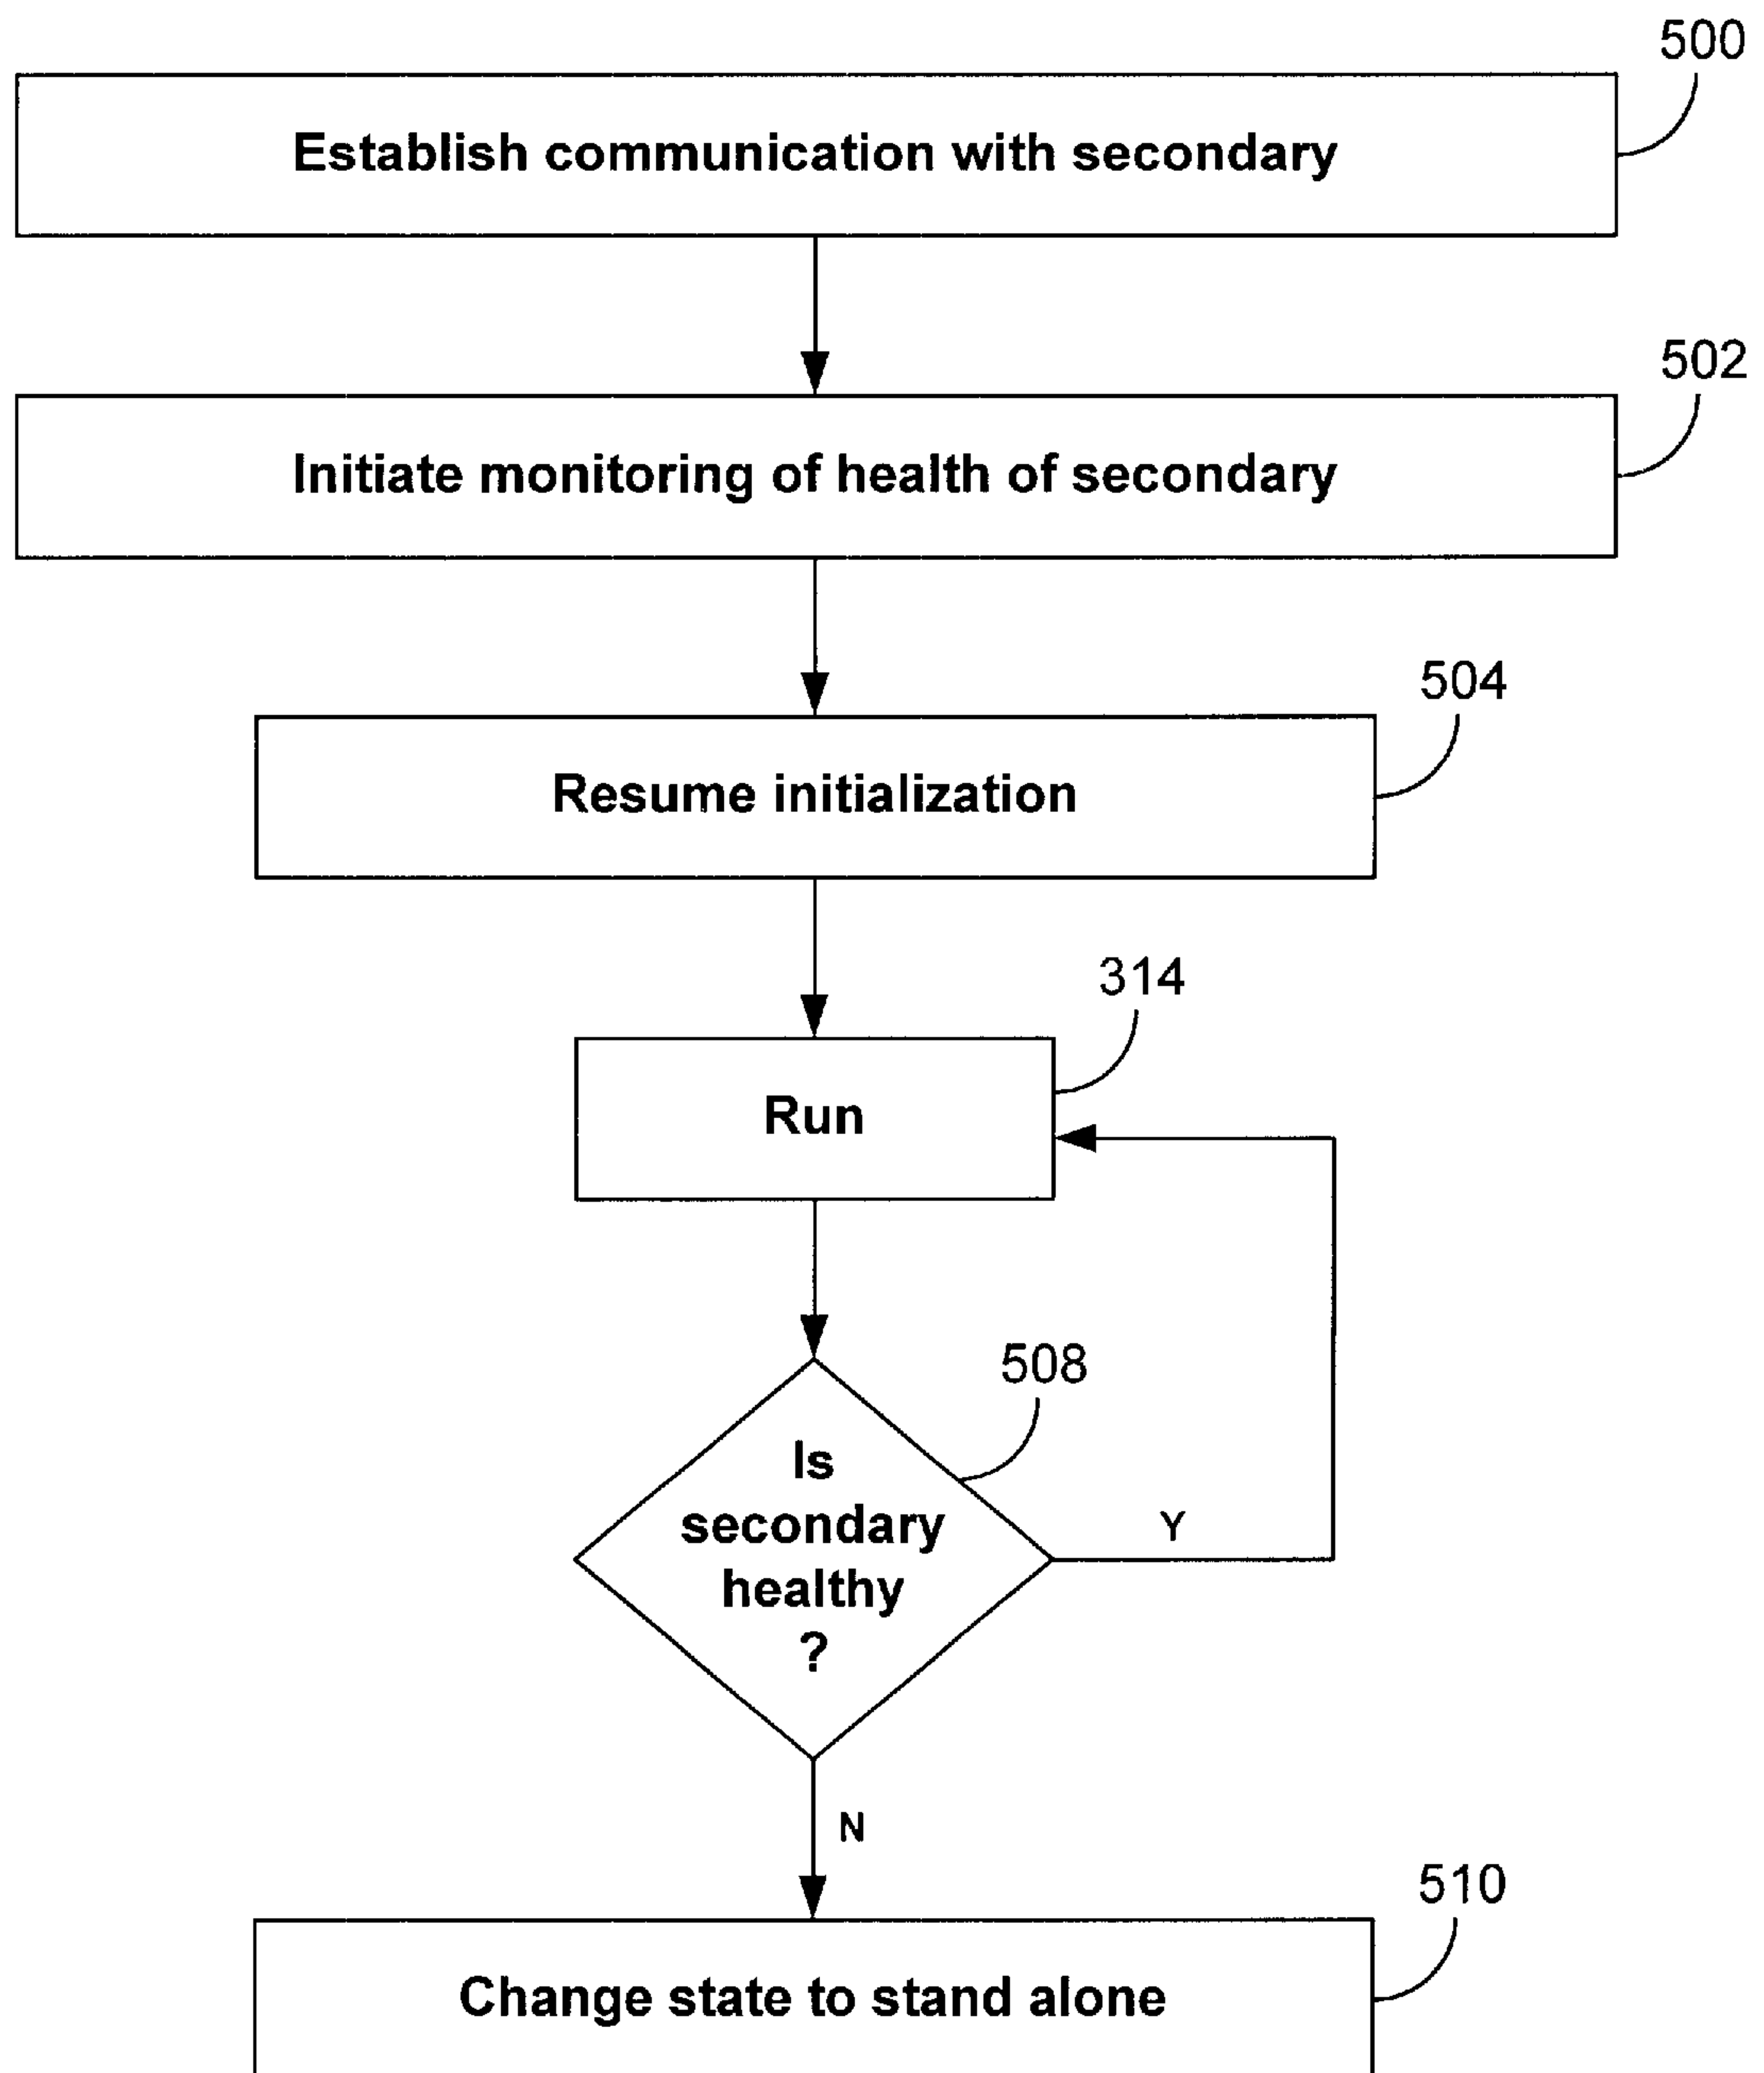 500
Establish communication with secondary
502
Initiate monitoring of health of secondary
504
Resume initialization
314
Run
508
Is
secondary
healthy
?
Y
N
510
Change state to stand alone